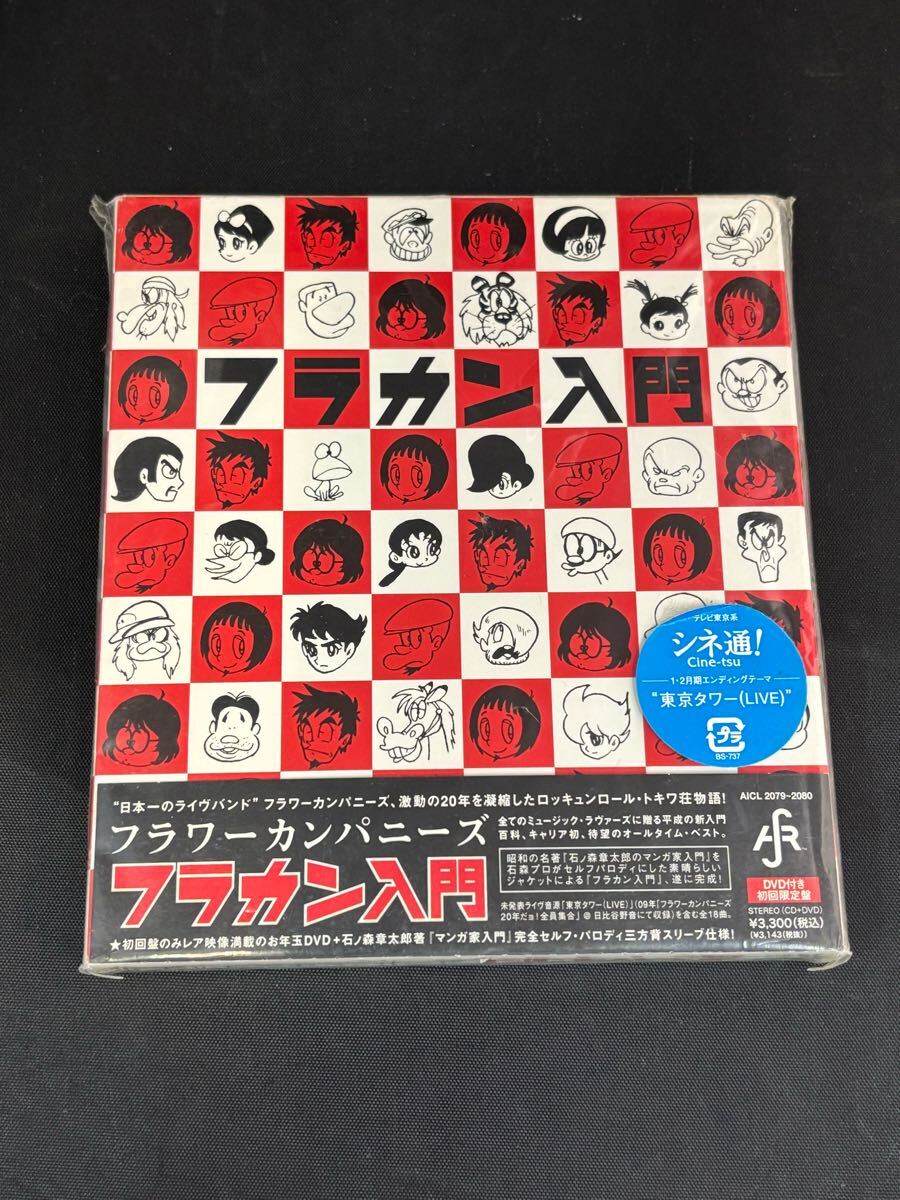 フラカン入門
テレビ東京系
シネ通!
Cine-tsu
1・2月期エンディングテーマ
“東京タワー(LIVE)”
プラ
BS-737
“日本一のライヴバンド”フラワーカンパニーズ、激動の20年を凝縮したロッキュンロール・トキワ荘物語!
フラワーカンパニーズ
フラカン入門
全てのミュージック・ラヴァーズに贈る平成の新入門
百科、キャリア初、待望のオールタイム・ベスト。
昭和の名著『石ノ森章太郎のマンガ家入門』を
石森プロがセルフパロディにした素晴らしい
ジャケットによる「フラカン入門」、遂に完成!
未発表ライヴ音源「東京タワー(LIVE)」(09年「フラワーカンパニーズ
20年だョ!全員集合」@日比谷野音にて収録)を含む全18曲。
★初回盤のみレア映像満載のお年玉DVD+石ノ森章太郎著『マンガ家入門』完全セルフ・パロディ三方背スリーブ仕様!
AICL 2079~2080
DVD付き
初回限定盤
STEREO (CD+DVD)
¥3,300(税込)
(¥3,143(税抜))